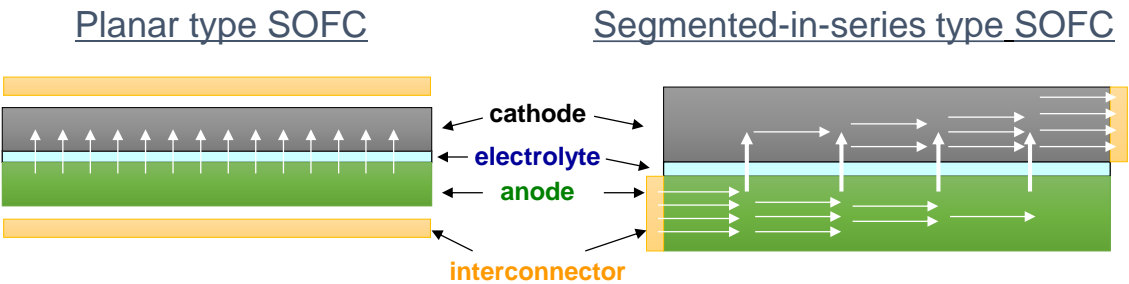 Planar type SOFC
Segmented-in-series type SOFC
cathode
electrolyte
anode
interconnector